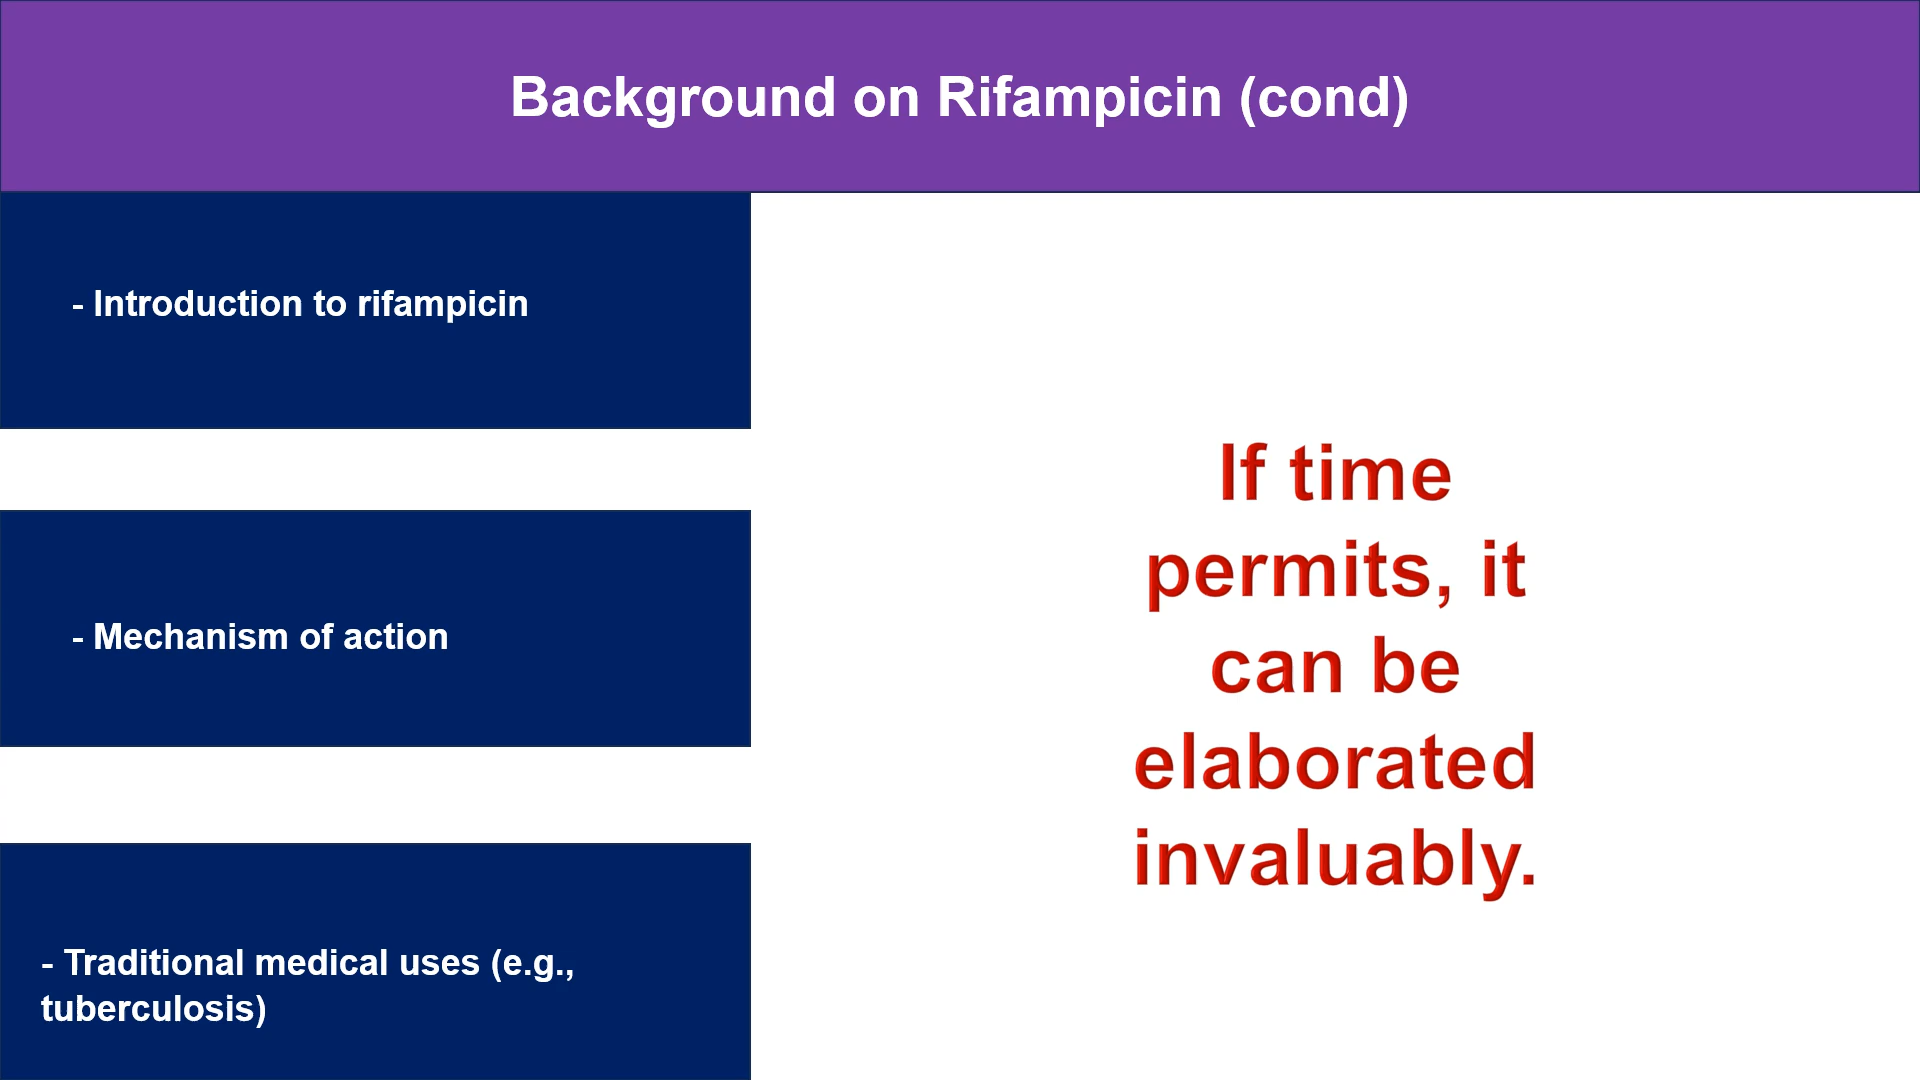 Background on Rifampicin (cond)
- Introduction to rifampicin
- Mechanism of action
- Traditional medical uses (e.g.,
tuberculosis)
If time
permits, it
can be
elaborated
invaluably.